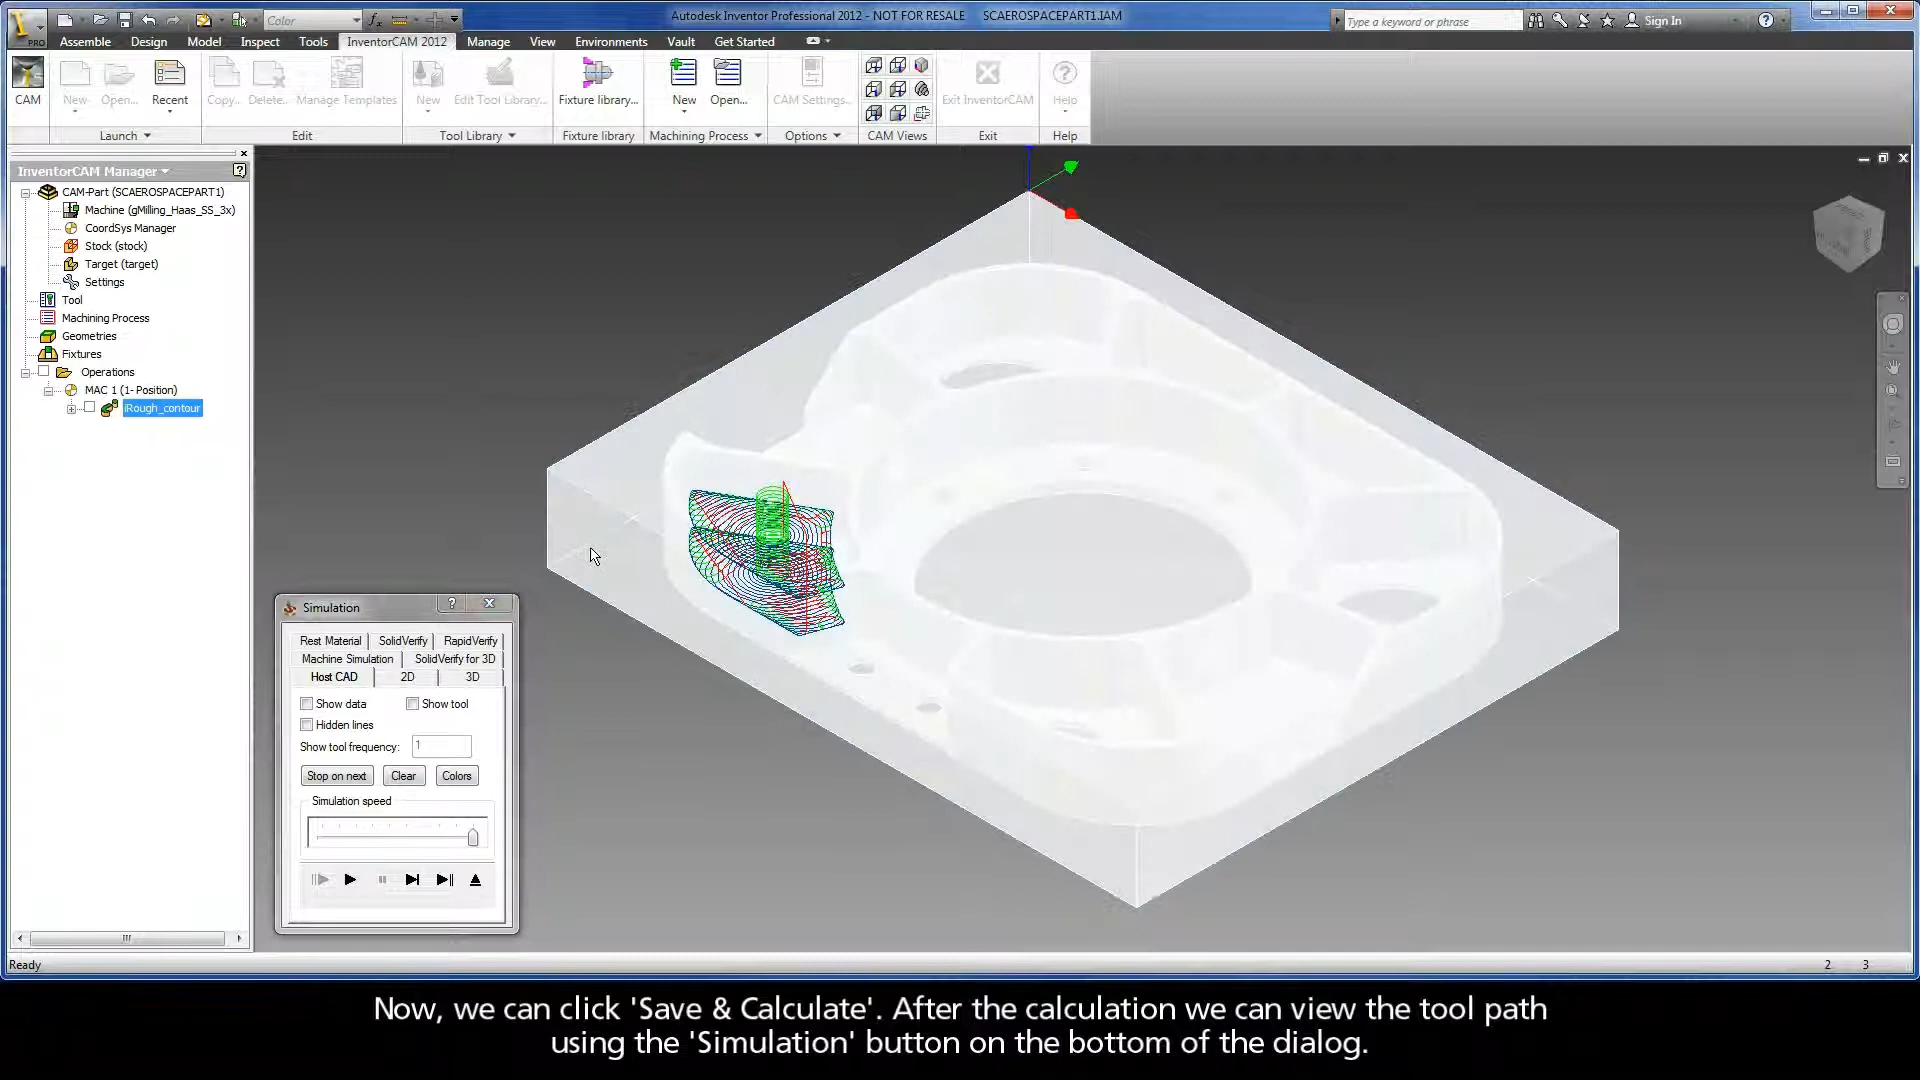 Autodesk Inventor Professional 2012 - NOT FOR RESALE SCAEROSPACEPART1.IAM
Color
Type a keyword or phrase
Sign In
PRO
Assemble Design Model Inspect Tools InventorCAM 2012 Manage View Environments Vault Get Started
CAM New Open... Recent Copy... Delete... Manage Templates New Edit Tool Library... Fixture library... New Open... CAM Settings... Exit InventorCAM Help
Launch Edit Tool Library Fixture library Machining Process Options CAM Views Exit Help
InventorCAM Manager
CAM-Part (SCAEROSPACEPART1)
Machine (gMilling_Haas_SS_3x)
CoordSys Manager
Stock (stock)
Target (target)
Settings
Tool
Machining Process
Geometries
Fixtures
Operations
MAC 1 (1- Position)
iRough_contour
Simulation
Rest Material SolidVerify RapidVerify
Machine Simulation SolidVerify for 3D
Host CAD 2D 3D
Show data Show tool
Hidden lines
Show tool frequency: 1
Stop on next Clear Colors
Simulation speed
Ready
2 3
Now, we can click 'Save & Calculate'. After the calculation we can view the tool path
using the 'Simulation' button on the bottom of the dialog.